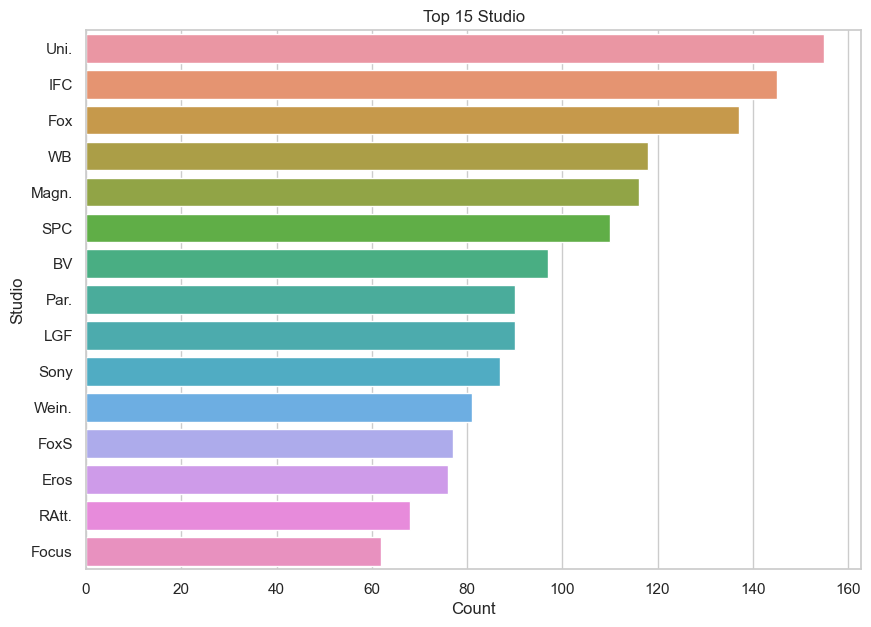 Top 15 Studio
Studio
Uni.
IFC
Fox
WB
Magn.
SPC
BV
Par.
LGF
Sony
Wein.
FoxS
Eros
RAtt.
Focus
0 20 40 60 80 100 120 140 160
Count